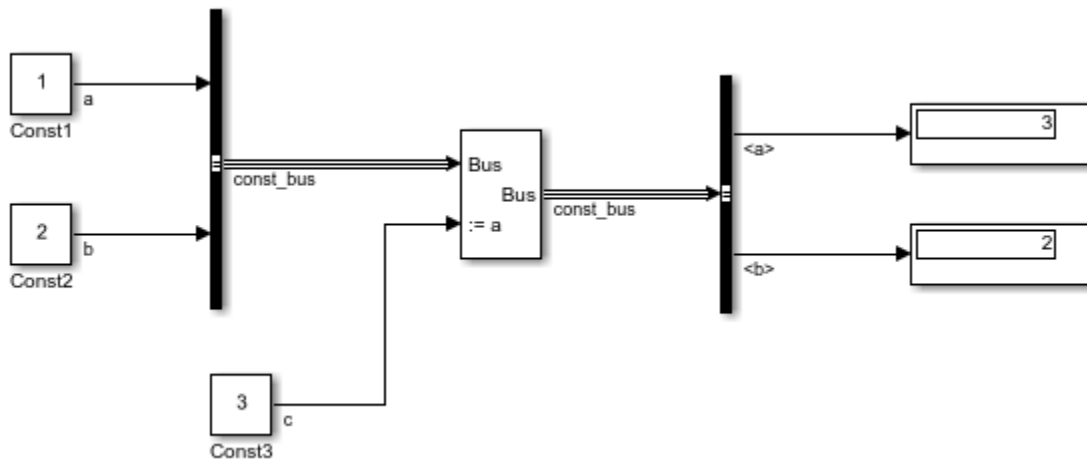 1
a
Const1
2
b
Const2
const_bus
3
c
Const3
Bus
Bus
:= a
const_bus
<a>
3
<b>
2